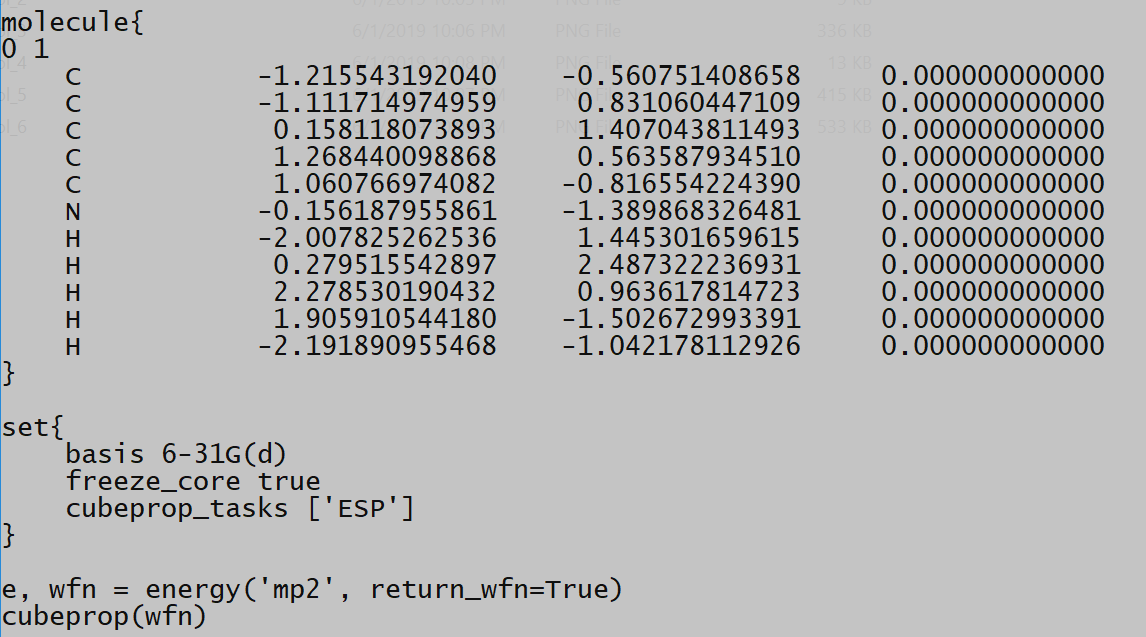 molecule{
0 1
C -1.215543192040 -0.560751408658 0.000000000000
C -1.111714974959 0.831060447109 0.000000000000
C 0.158118073893 1.407043811493 0.000000000000
C 1.268440098868 0.563587934510 0.000000000000
C 1.060766974082 -0.816554224390 0.000000000000
N -0.156187955861 -1.389868326481 0.000000000000
H -2.007825262536 1.445301659615 0.000000000000
H 0.279515542897 2.487322236931 0.000000000000
H 2.278530190432 0.963617814723 0.000000000000
H 1.905910544180 -1.502672993391 0.000000000000
H -2.191890955468 -1.042178112926 0.000000000000
}
set{
basis 6-31G(d)
freeze_core true
cubeprop_tasks ['ESP']
}
e, wfn = energy('mp2', return_wfn=True)
cubeprop(wfn)